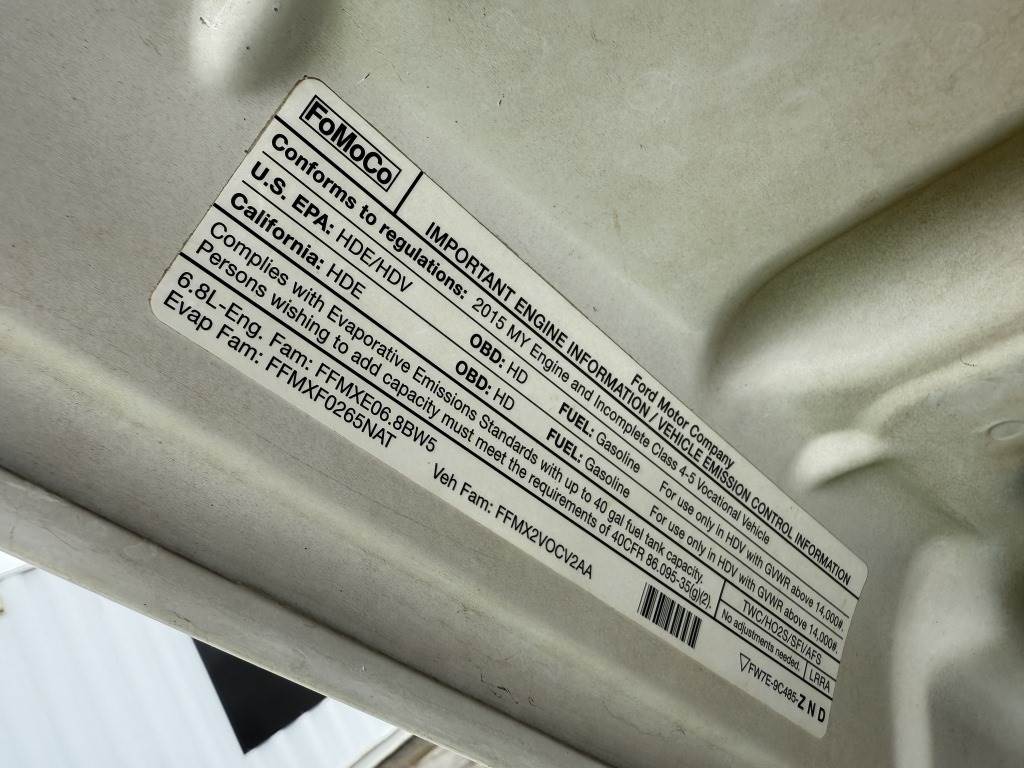 FoMoCo
Ford Motor Company
IMPORTANT ENGINE INFORMATION / VEHICLE EMISSION CONTROL INFORMATION
Conforms to regulations: 2015 MY Engine and Incomplete Class 4-5 Vocational Vehicle
U.S. EPA: HDE/HDV OBD: HD FUEL: Gasoline For use only in HDV with GVWR above 14,000#.
California: HDE OBD: HD FUEL: Gasoline For use only in HDV with GVWR above 14,000#.
Complies with Evaporative Emissions Standards with up to 40 gal fuel tank capacity.
Persons wishing to add capacity must meet the requirements of 40CFR 86.095-35(g)(2).
TWC/HO2S/SFI/AFS
No adjustments needed. LRRA
6.8L-Eng. Fam: FFMXE06.8BW5 Veh Fam: FFMX2VOCV2AA
Evap Fam: FFMXF0265NAT
FW7E-9C485-Z N D